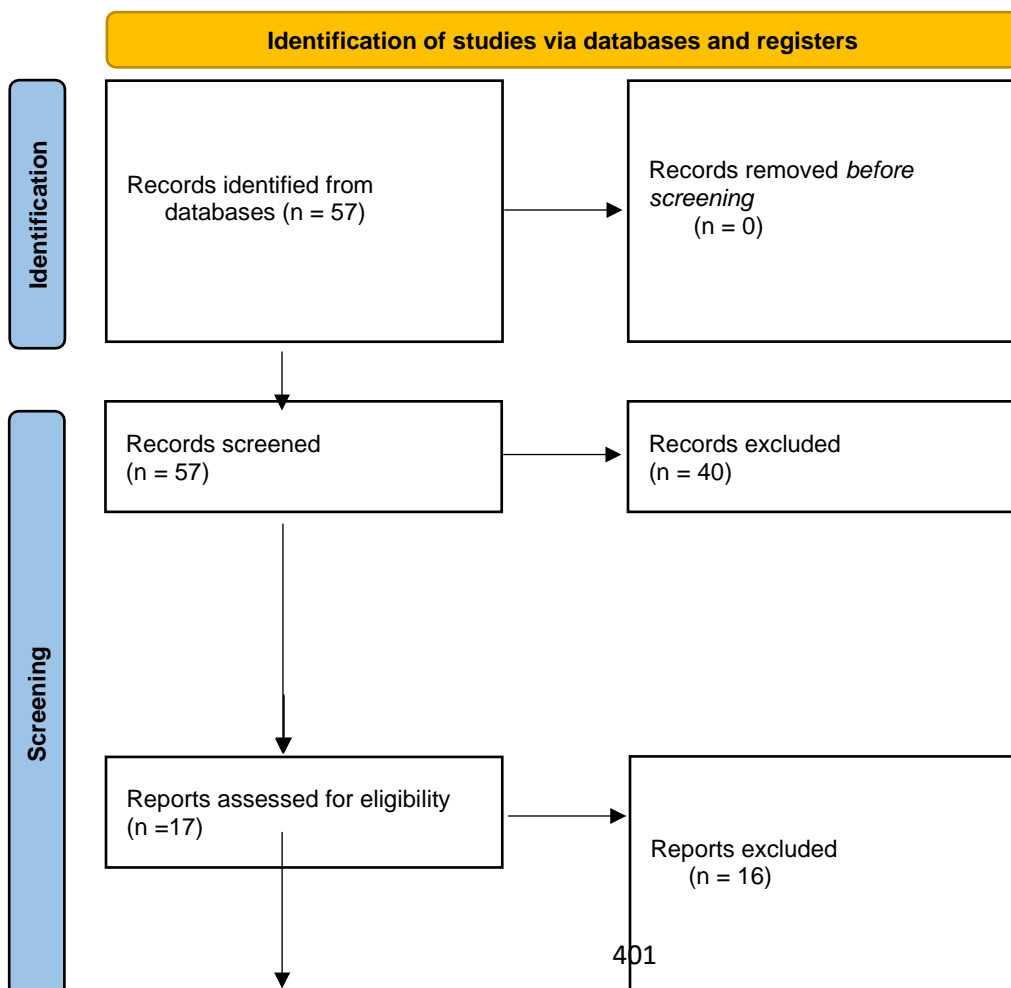 Identification of studies via databases and registers
Identification
Records identified from
databases (n = 57)
Records removed before
screening
(n = 0)
Screening
Records screened
(n = 57)
Records excluded
(n = 40)
Reports assessed for eligibility
(n =17)
Reports excluded
(n = 16)
401